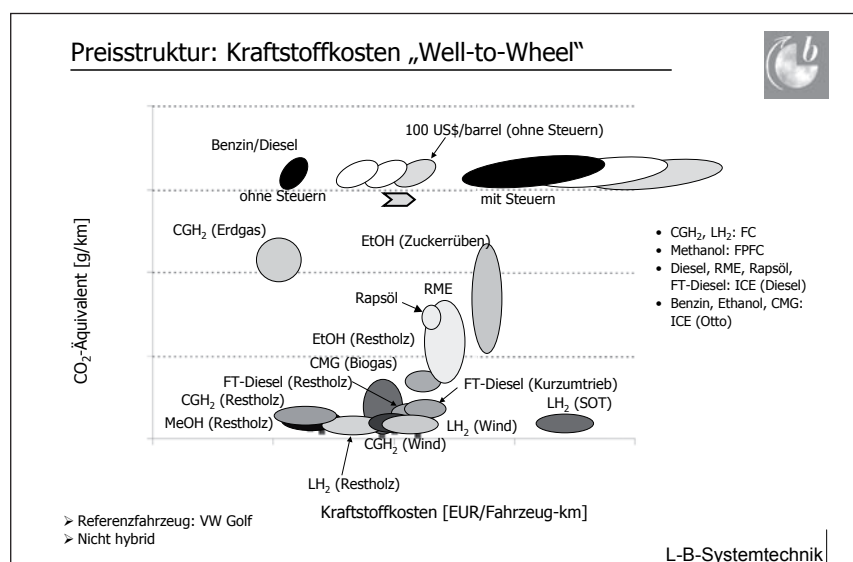 Preisstruktur: Kraftstoffkosten „Well-to-Wheel“
b
100 US$/barrel (ohne Steuern)
Benzin/Diesel
ohne Steuern
mit Steuern
CGH₂ (Erdgas)
EtOH (Zuckerrüben)
• CGH₂, LH₂: FC
• Methanol: FPFC
• Diesel, RME, Rapsöl,
FT-Diesel: ICE (Diesel)
• Benzin, Ethanol, CMG:
ICE (Otto)
CO₂-Äquivalent [g/km]
RME
Rapsöl
EtOH (Restholz)
CMG (Biogas)
FT-Diesel (Restholz)
FT-Diesel (Kurzumtrieb)
CGH₂
(Restholz)
MeOH (Restholz)
LH₂ (SOT)
LH₂ (Wind)
CGH₂ (Wind)
LH₂ (Restholz)
Kraftstoffkosten [EUR/Fahrzeug-km]
➢ Referenzfahrzeug: VW Golf
➢ Nicht hybrid
L-B-Systemtechnik